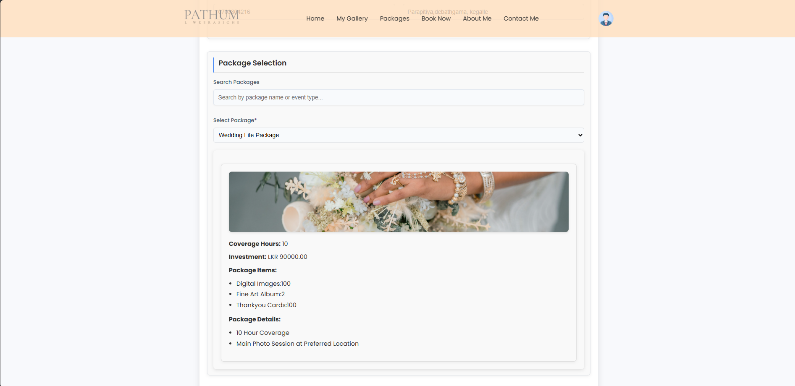 PATHUM
Home
My Gallery
Packages
Book Now
About Me
Contact Me
Package Selection
Search Packages
Search by package name or event type...
Select Package*
Wedding Lite Package
Coverage Hours: 10
Investment: LKR 90000.00
Package Items:
Digital Images:100
Fine Art Album:2
Thankyou Cards:100
Package Details:
10 Hour Coverage
Main Photo Session at Preferred Location